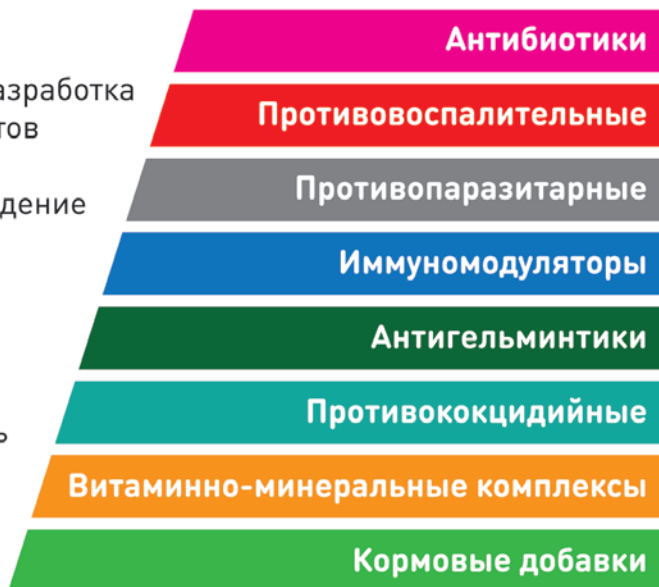 Антибиотики
азработка
Противовоспалительные
тов
Противопаразитарные
дение
Иммуномодуляторы
Антигельминтики
Противококцидийные
ь
Витаминно-минеральные комплексы
Кормовые добавки